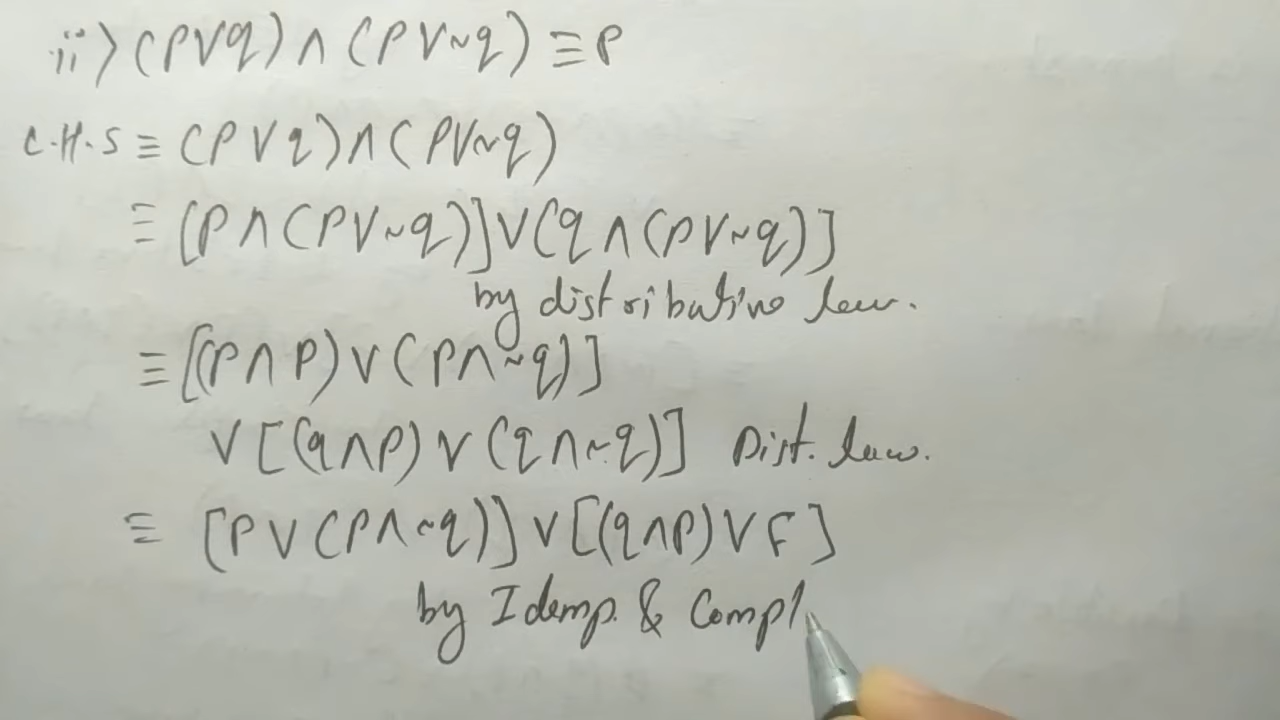 ii> (P∨q) ∧ (P∨~q) ≡ P
L.H.S ≡ (P∨q) ∧ (P∨~q)
≡ [P ∧ (P∨~q)] ∨ [q ∧ (P∨~q)]
by distributive law.
≡ [(P∧P) ∨ (P∧~q)]
∨ [(q∧P) ∨ (q∧~q)] Dist. law.
≡ [P ∨ (P∧~q)] ∨ [(q∧P) ∨ F]
by Idemp. & Compl